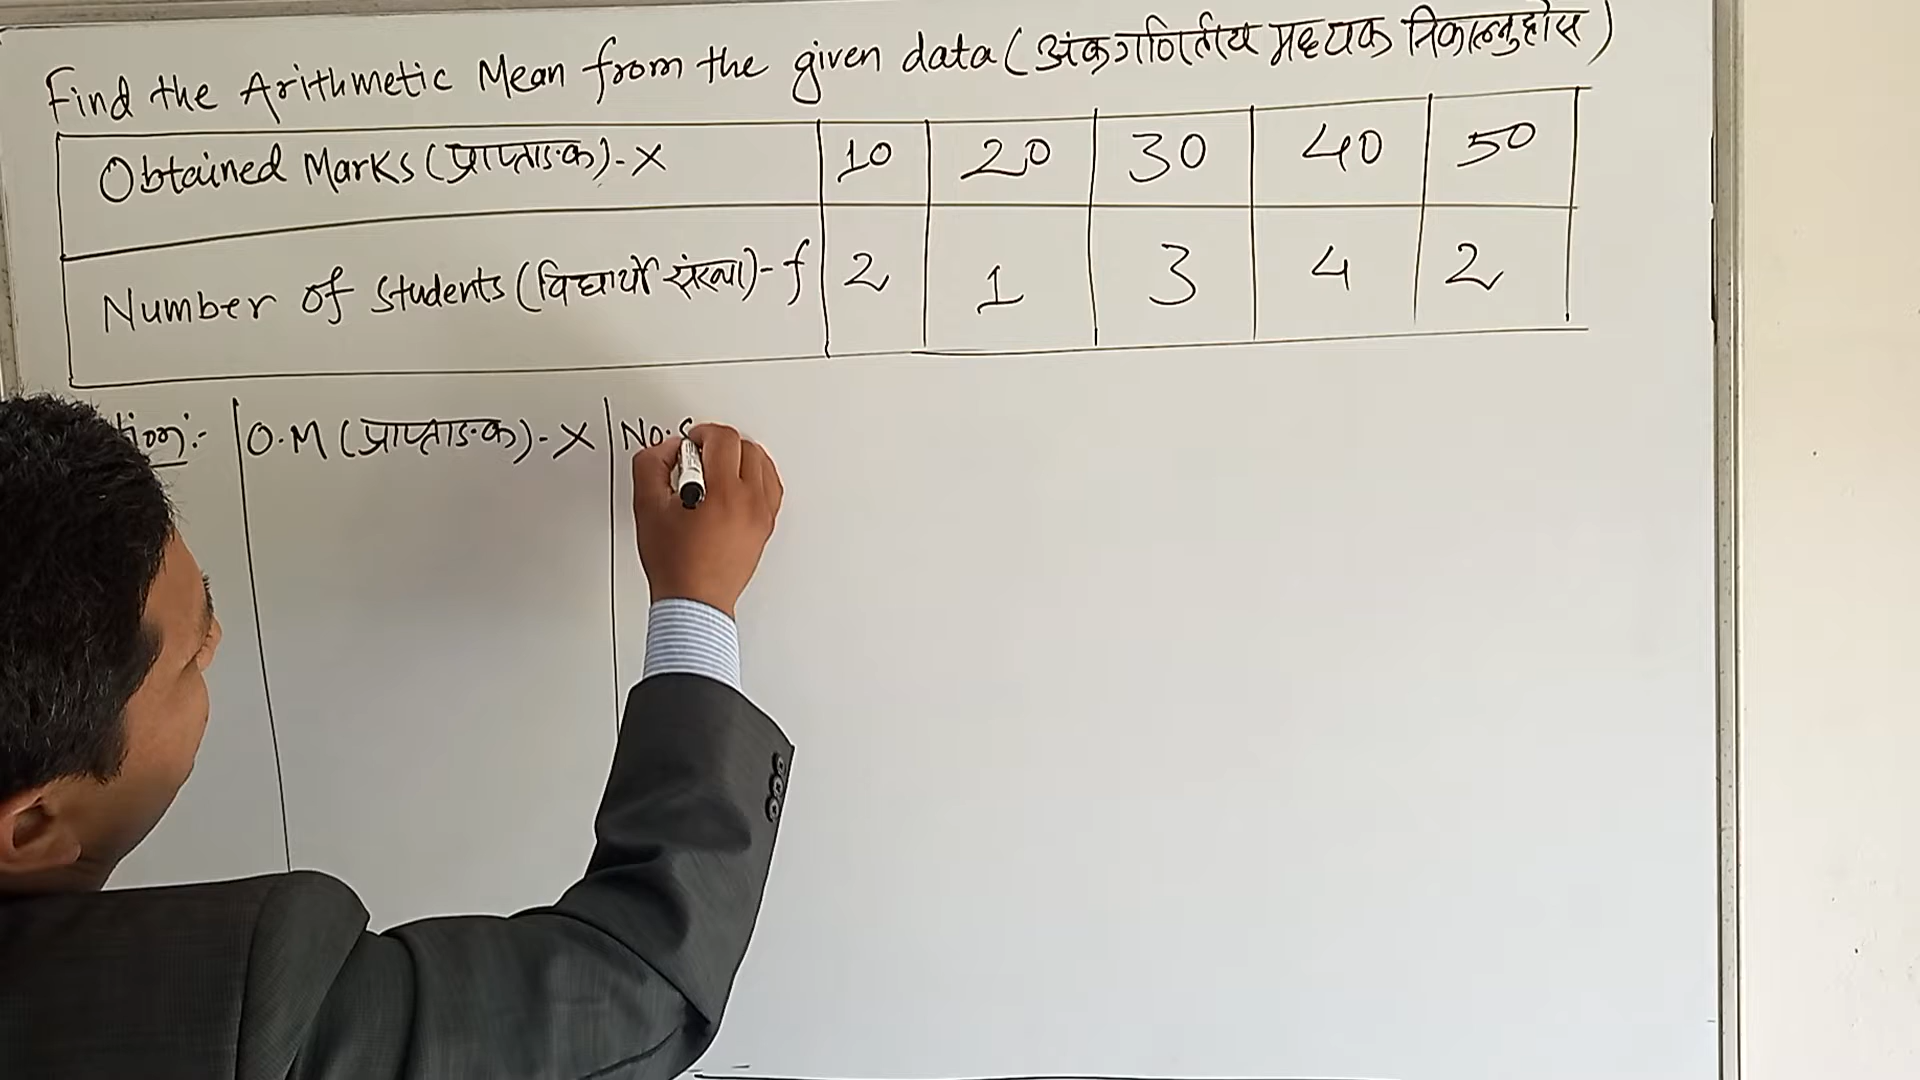 Find the Arithmetic Mean from the given data (अंकगणितीय मध्यक निकाल्नुहोस)
Obtained Marks (प्राप्ताङ्क) - X 10 20 30 40 50
Number of Students (विद्यार्थी संख्या) - f 2 1 3 4 2
O.M (प्राप्ताङ्क) - X No.